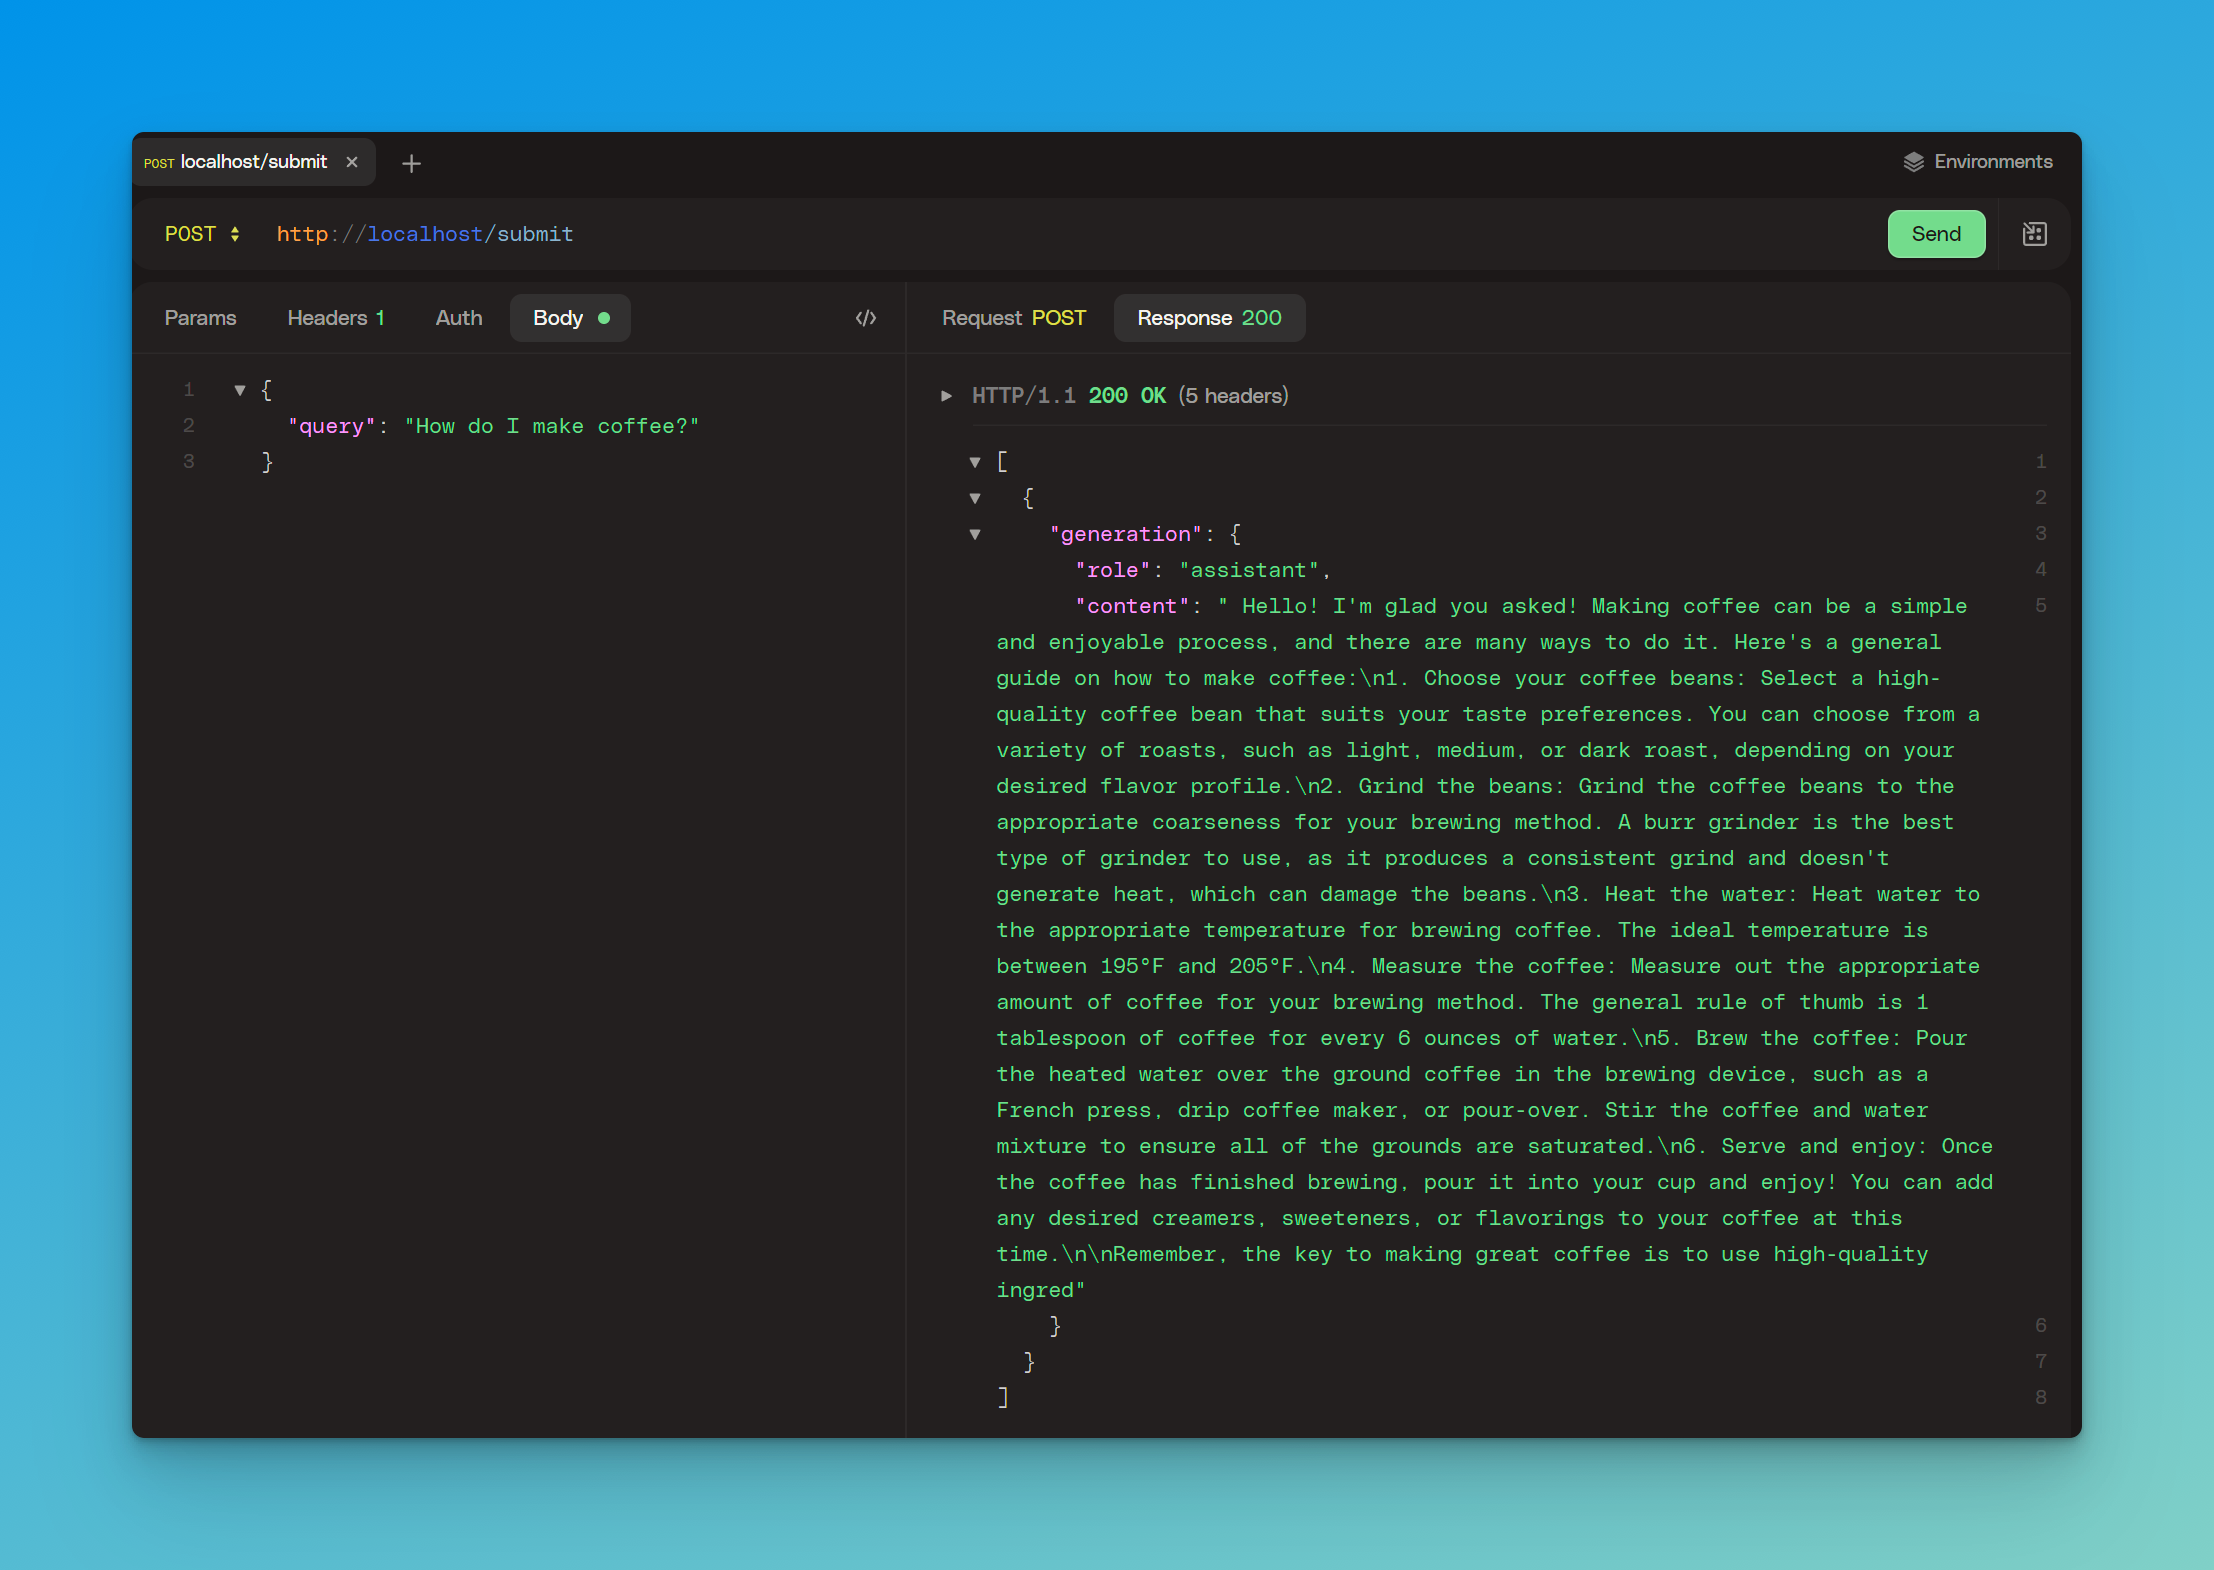 POST localhost/submit
Environments
POST http://localhost/submit
Send
Params Headers 1 Auth Body
Request POST Response 200
1 {
2 "query": "How do I make coffee?"
3 }
HTTP/1.1 200 OK (5 headers)
[ 1
{ 2
"generation": { 3
"role": "assistant", 4
"content": " Hello! I'm glad you asked! Making coffee can be a simple 5
and enjoyable process, and there are many ways to do it. Here's a general
guide on how to make coffee:\n1. Choose your coffee beans: Select a high-
quality coffee bean that suits your taste preferences. You can choose from a
variety of roasts, such as light, medium, or dark roast, depending on your
desired flavor profile.\n2. Grind the beans: Grind the coffee beans to the
appropriate coarseness for your brewing method. A burr grinder is the best
type of grinder to use, as it produces a consistent grind and doesn't
generate heat, which can damage the beans.\n3. Heat the water: Heat water to
the appropriate temperature for brewing coffee. The ideal temperature is
between 195°F and 205°F.\n4. Measure the coffee: Measure out the appropriate
amount of coffee for your brewing method. The general rule of thumb is 1
tablespoon of coffee for every 6 ounces of water.\n5. Brew the coffee: Pour
the heated water over the ground coffee in the brewing device, such as a
French press, drip coffee maker, or pour-over. Stir the coffee and water
mixture to ensure all of the grounds are saturated.\n6. Serve and enjoy: Once
the coffee has finished brewing, pour it into your cup and enjoy! You can add
any desired creamers, sweeteners, or flavorings to your coffee at this
time.\n\nRemember, the key to making great coffee is to use high-quality
ingred"
} 6
} 7
] 8